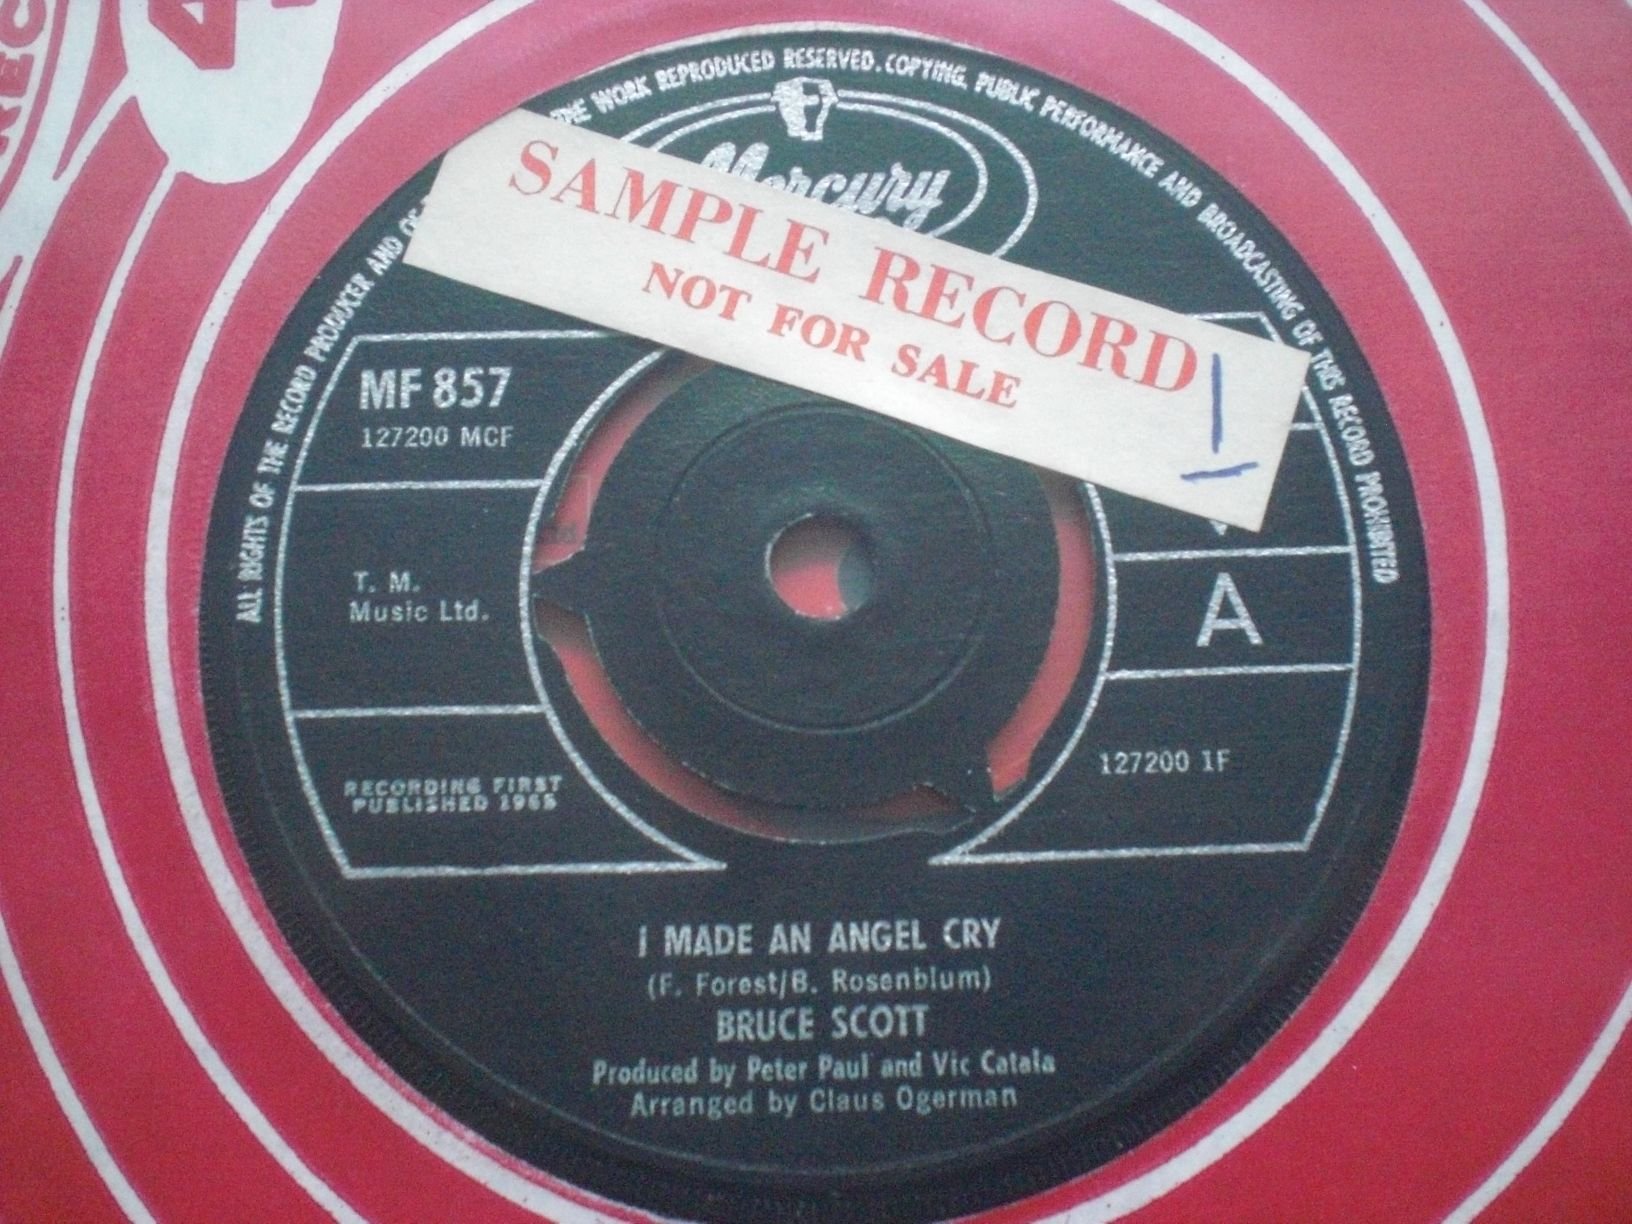 ALL RIGHTS OF THE RECORD PRODUCER AND OF
THE WORK REPRODUCED RESERVED. COPYING, PUBLIC PERFORMANCE AND BROADCASTING OF THIS RECORD PROHIBITED
Mercury
SAMPLE RECORD
NOT FOR SALE
1
MF 857
127200 MCF
T. M.
Music Ltd.
A
RECORDING FIRST
PUBLISHED 1965
127200 1F
I MADE AN ANGEL CRY
(F. Forest/B. Rosenblum)
BRUCE SCOTT
Produced by Peter Paul and Vic Catala
Arranged by Claus Ogerman